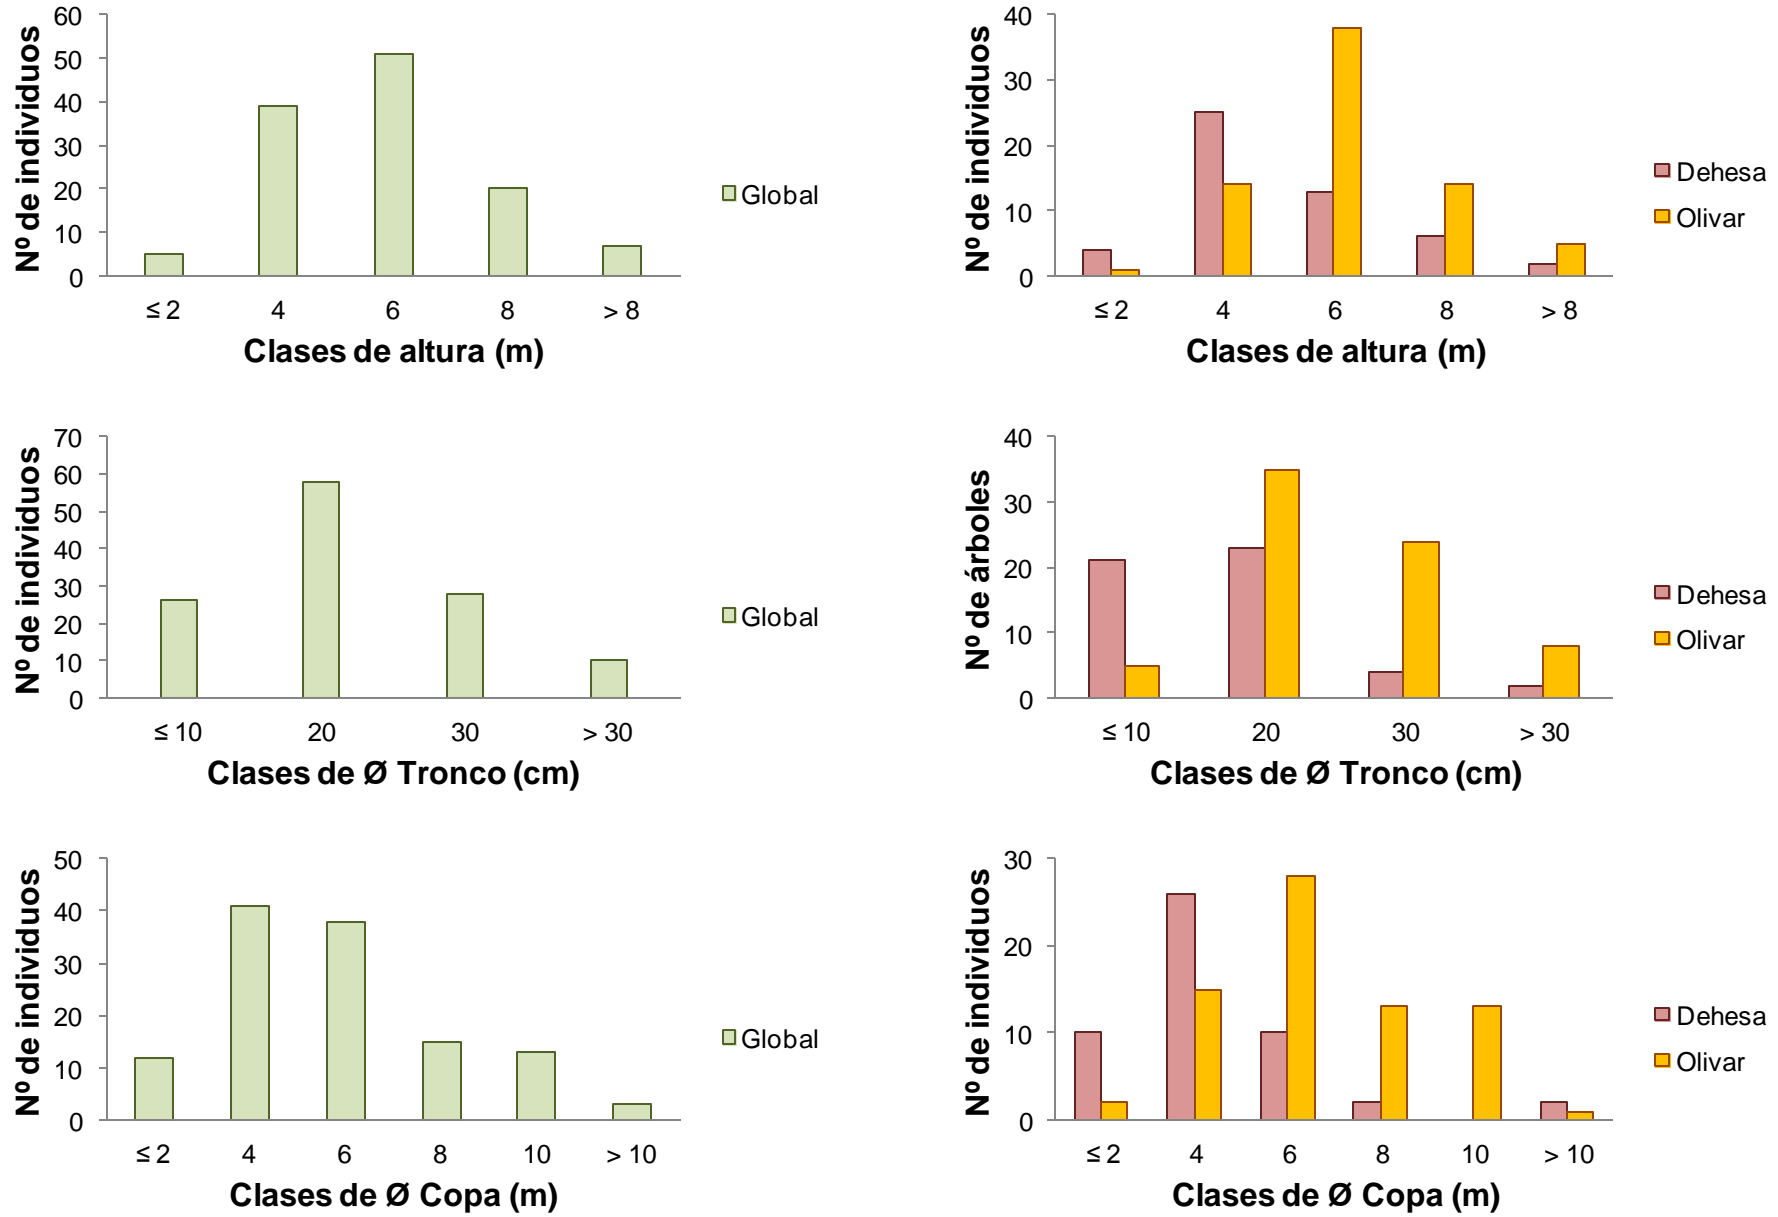 60
50
40
30
20
10
0
Nº de individuos
≤ 2 4 6 8 > 8
Clases de altura (m)
Global
40
30
20
10
0
Nº de individuos
≤ 2 4 6 8 > 8
Clases de altura (m)
Dehesa
Olivar
70
60
50
40
30
20
10
0
Nº de individuos
≤ 10 20 30 > 30
Clases de Ø Tronco (cm)
Global
40
30
20
10
0
Nº de árboles
≤ 10 20 30 > 30
Clases de Ø Tronco (cm)
Dehesa
Olivar
50
40
30
20
10
0
Nº de individuos
≤ 2 4 6 8 10 > 10
Clases de Ø Copa (m)
Global
30
20
10
0
Nº de individuos
≤ 2 4 6 8 10 > 10
Clases de Ø Copa (m)
Dehesa
Olivar